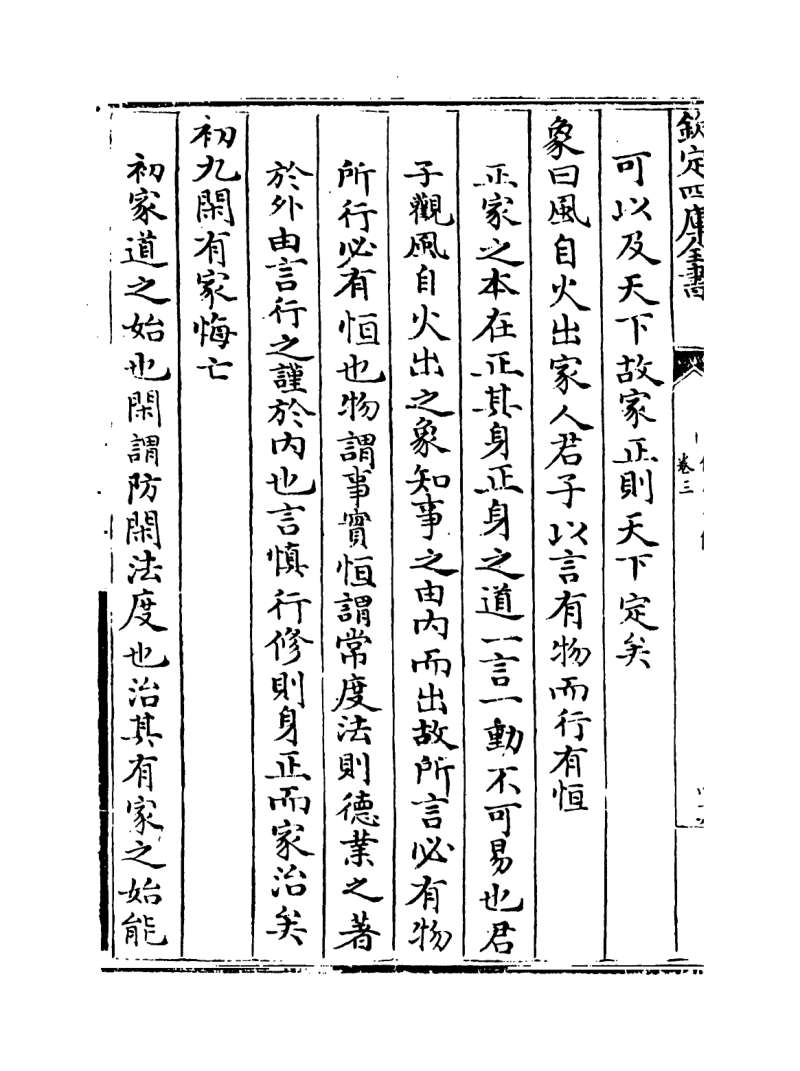 欽定四庫全書
卷三
可以及天下故家正則天下定矣
象曰風自火出家人君子以言有物而行有恒
正家之本在正其身正身之道一言一動不可易也君
子觀風自火出之象知事之由内而出故所言必有物
所行必有恒也物謂事實恒謂常度法則德業之著
於外由言行之謹於内也言慎行修則身正而家治矣
初九閑有家悔亡
初家道之始也閑謂防閑法度也治其有家之始能